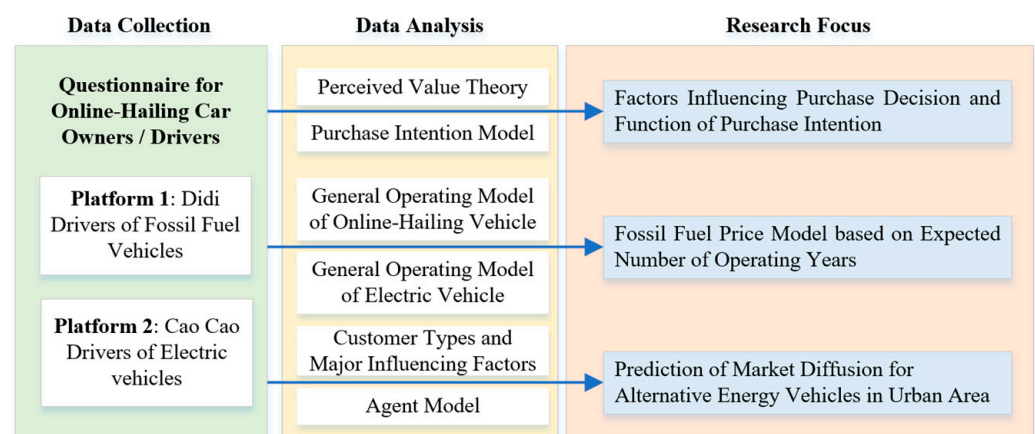 Data Collection
Data Analysis
Research Focus
Questionnaire for
Online-Hailing Car
Owners / Drivers
Platform 1: Didi
Drivers of Fossil Fuel
Vehicles
Platform 2: Cao Cao
Drivers of Electric
vehicles
Perceived Value Theory
Purchase Intention Model
General Operating Model
of Online-Hailing Vehicle
General Operating Model
of Electric Vehicle
Customer Types and
Major Influencing Factors
Agent Model
Factors Influencing Purchase Decision and
Function of Purchase Intention
Fossil Fuel Price Model based on Expected
Number of Operating Years
Prediction of Market Diffusion for
Alternative Energy Vehicles in Urban Area